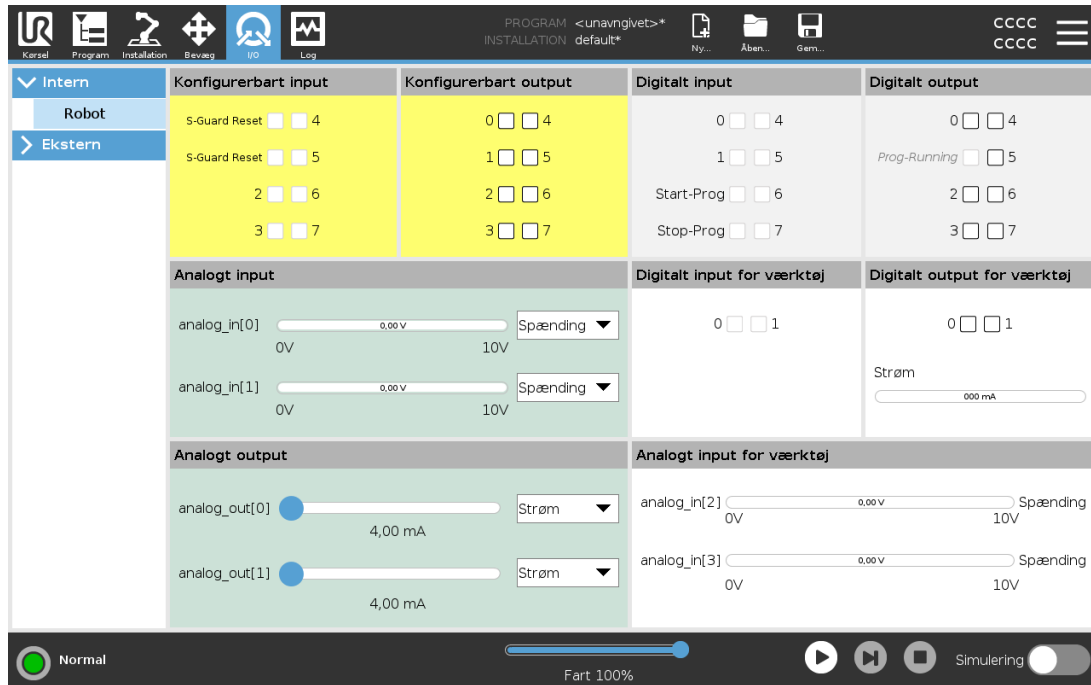 UR
Kørsel
Program
Installation
Bevæg
I/O
Log
PROGRAM <unavngivet>*
INSTALLATION default*
Ny...
Åben...
Gem...
CCCC
CCCC
Intern
Robot
Ekstern
Konfigurerbart input
S-Guard Reset 4
S-Guard Reset 5
2 6
3 7
Konfigurerbart output
0 4
1 5
2 6
3 7
Digitalt input
0 4
1 5
Start-Prog 6
Stop-Prog 7
Digitalt output
0 4
Prog-Running 5
2 6
3 7
Analogt input
analog_in[0] 0,00 V Spænding
0V 10V
analog_in[1] 0,00 V Spænding
0V 10V
Digitalt input for værktøj
0 1
Digitalt output for værktøj
0 1
Strøm
000 mA
Analogt output
analog_out[0] Strøm
4,00 mA
analog_out[1] Strøm
4,00 mA
Analogt input for værktøj
analog_in[2] 0,00 V Spænding
0V 10V
analog_in[3] 0,00 V Spænding
0V 10V
Normal
Fart 100%
Simulering